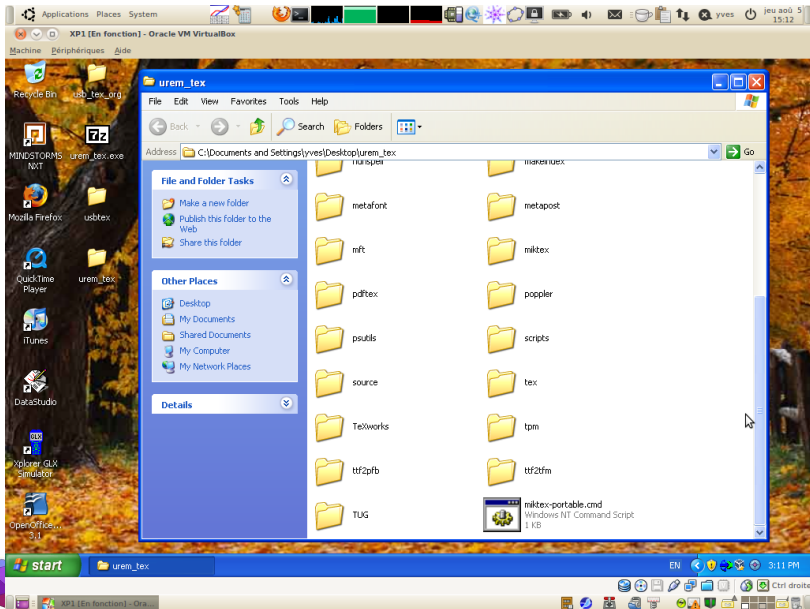 Applications Places System
yves
jeu aoû 5
15:12
XP1 [En fonction] - Oracle VM VirtualBox
Machine Périphériques Aide
Recycle Bin
usb_tex_org
MINDSTORMS
NXT
urem_tex.exe
Mozilla Firefox
usbtex
QuickTime
Player
urem_tex
iTunes
DataStudio
GLX
Xplorer GLX
Simulator
OpenOffice...
3.1
urem_tex
File Edit View Favorites Tools Help
Back Search Folders
Address C:\Documents and Settings\yves\Desktop\urem_tex Go
File and Folder Tasks
Make a new folder
Publish this folder to the
Web
Share this folder
Other Places
Desktop
My Documents
Shared Documents
My Computer
My Network Places
Details
hunspell makeindex
metafont metapost
mft miktex
pdftex poppler
psutils scripts
source tex
TeXworks tpm
ttf2pfb ttf2tfm
TUG miktex-portable.cmd
Windows NT Command Script
1 KB
start urem_tex EN 3:11 PM
Ctrl droite
XP1 [En fonction] - Ora...